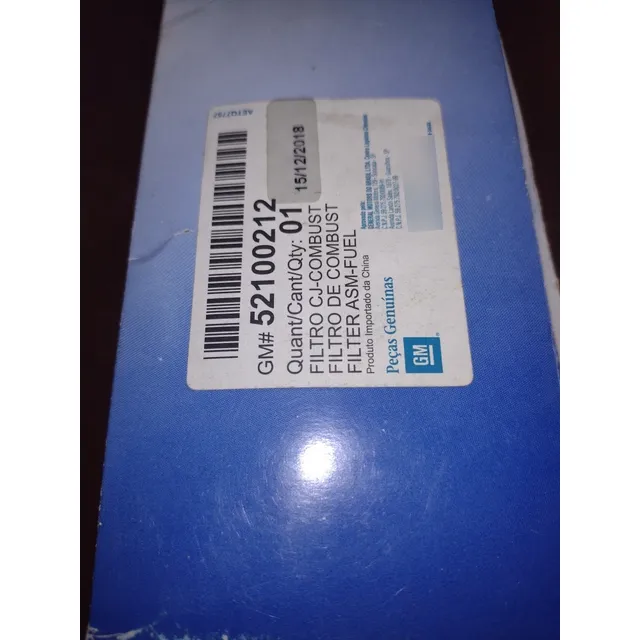 GM# 52100212
Quant/Cant/Qty: 01
15/12/2018
FILTRO CJ-COMBUST
FILTRO DE COMBUST
FILTER ASM-FUEL
Produto Importado da China
Peças Genuínas
GM